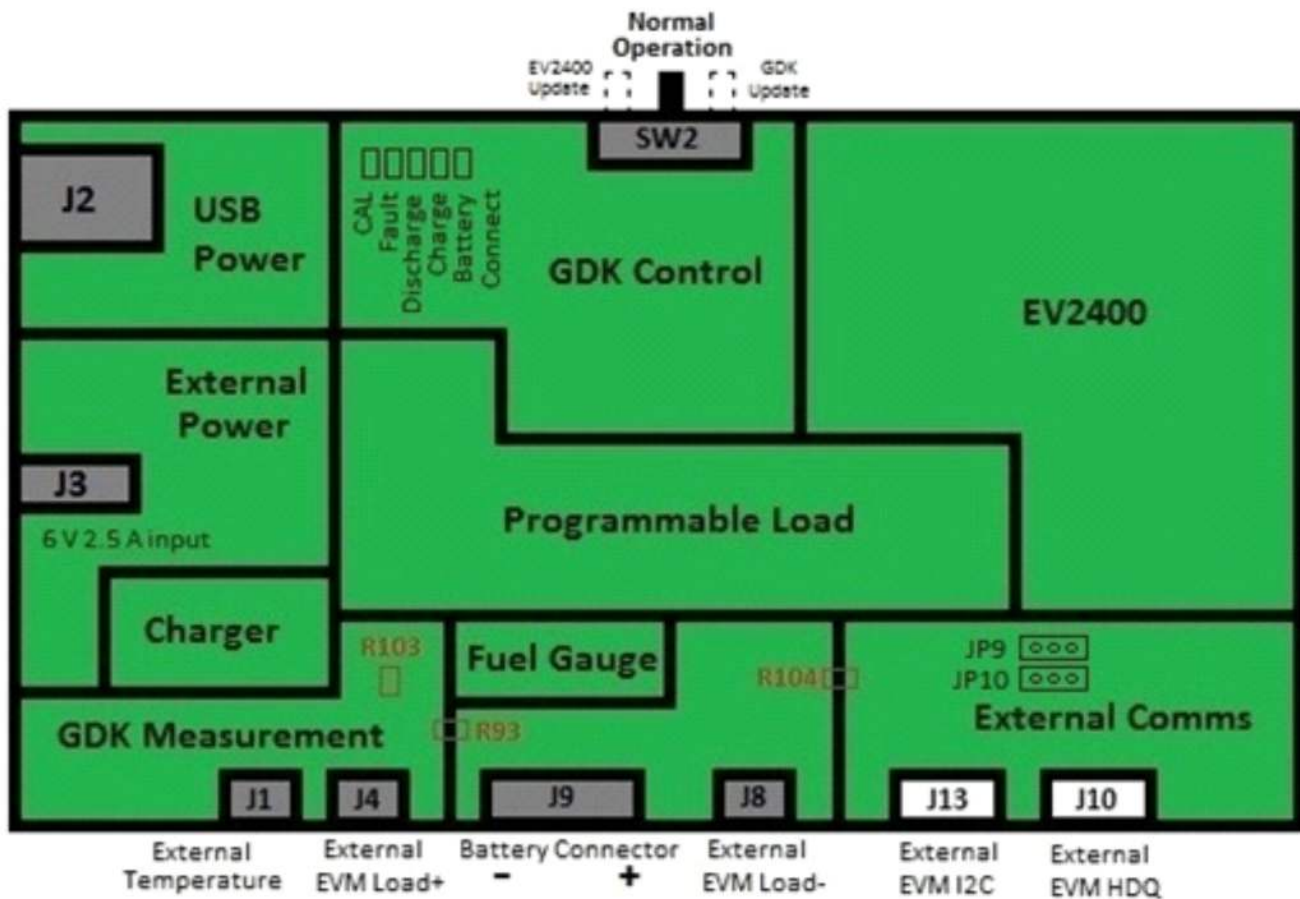 Normal
Operation
EV2400
Update
GDK
Update
SW2
J2
USB
Power
CAL
Fault
Discharge
Charge
Battery
Connect
GDK Control
EV2400
External
Power
J3
6 V 2.5 A input
Programmable Load
Charger
R103
Fuel Gauge
R104
JP9
JP10
GDK Measurement
R93
External Comms
J1
J4
J9
J8
J13
J10
External
Temperature
External
EVM Load+
Battery Connector
- +
External
EVM Load-
External
EVM I2C
External
EVM HDQ